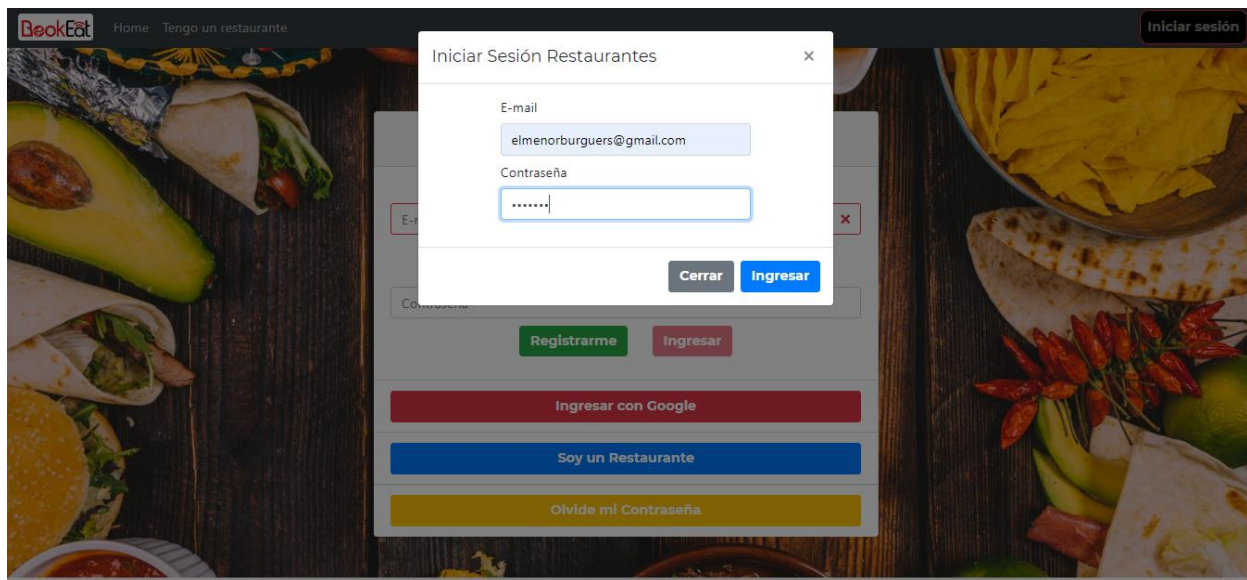 BookEat Home Tengo un restaurante Iniciar sesión
Iniciar Sesión Restaurantes ×
E-mail
elmenorburguers@gmail.com
Contraseña
•••••••
Cerrar Ingresar
Registrarme Ingresar
Ingresar con Google
Soy un Restaurante
Olvide mi Contraseña